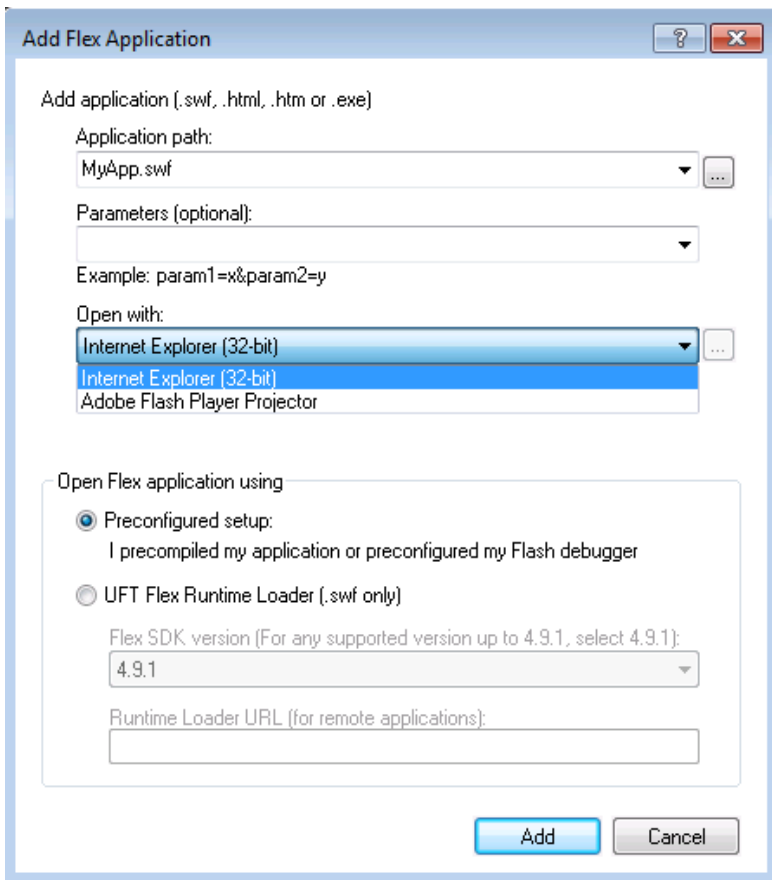 Add Flex Application
Add application (.swf, .html, .htm or .exe)
Application path:
MyApp.swf
...
Parameters (optional):
Example: param1=x&param2=y
Open with:
Internet Explorer (32-bit)
...
Internet Explorer (32-bit)
Adobe Flash Player Projector
Open Flex application using
Preconfigured setup:
I precompiled my application or preconfigured my Flash debugger
UFT Flex Runtime Loader (.swf only)
Flex SDK version (For any supported version up to 4.9.1, select 4.9.1):
4.9.1
Runtime Loader URL (for remote applications):
Add
Cancel